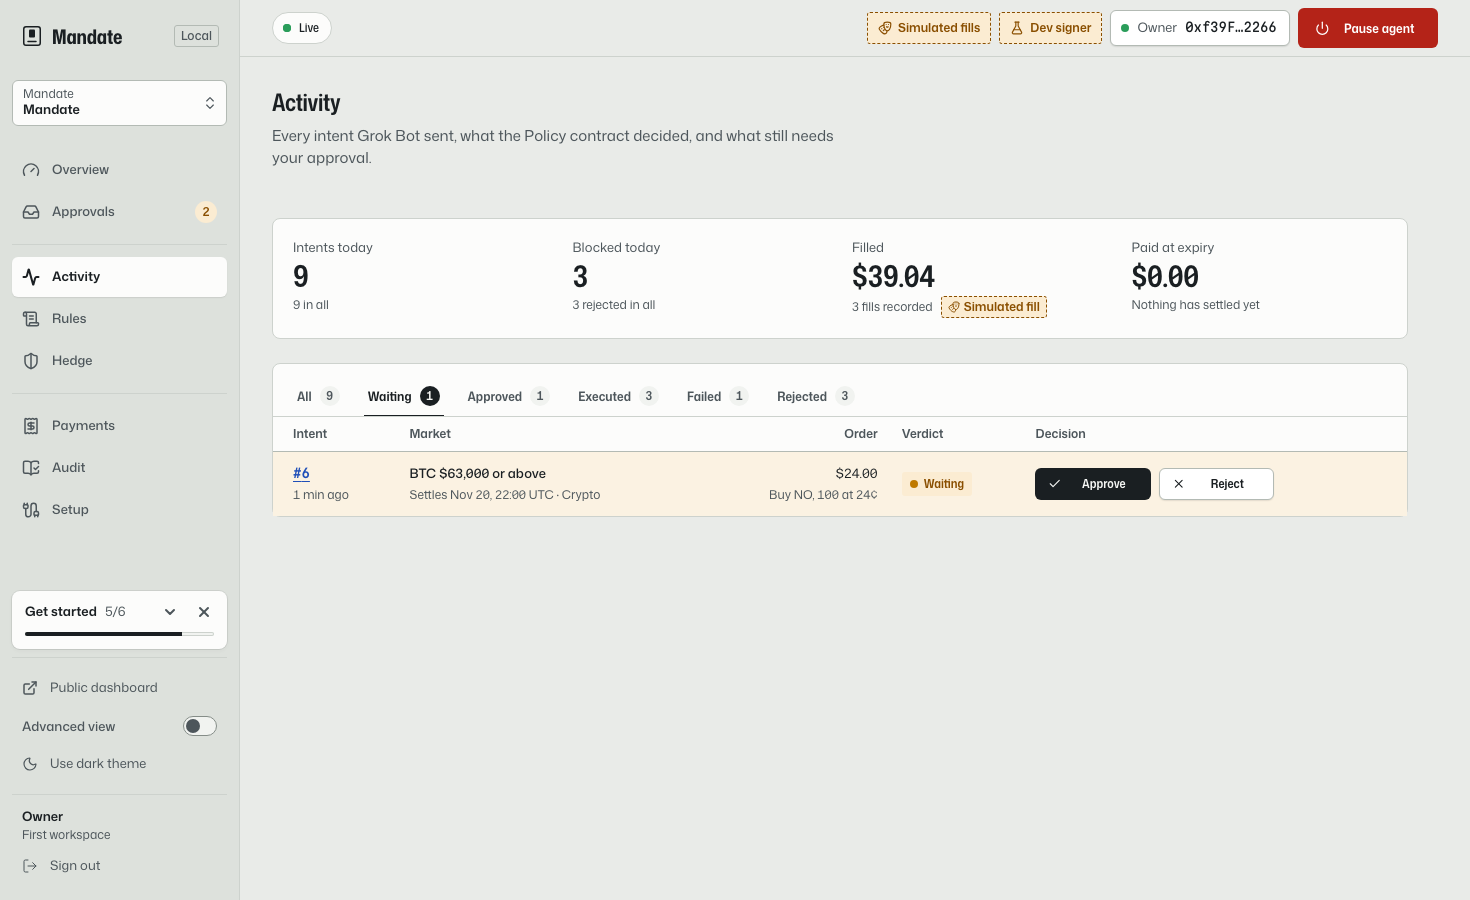 Mandate
Local
Mandate
Mandate
Overview
Approvals 2
Activity
Rules
Hedge
Payments
Audit
Setup
Get started 5/6
Public dashboard
Advanced view
Use dark theme
Owner
First workspace
Sign out
Live
Simulated fills
Dev signer
Owner 0xf39F…2266
Pause agent
Activity
Every intent Grok Bot sent, what the Policy contract decided, and what still needs
your approval.
Intents today
9
9 in all
Blocked today
3
3 rejected in all
Filled
$39.04
3 fills recorded Simulated fill
Paid at expiry
$0.00
Nothing has settled yet
All 9 Waiting 1 Approved 1 Executed 3 Failed 1 Rejected 3
Intent Market Order Verdict Decision
#6 BTC $63,000 or above $24.00 Waiting Approve Reject
1 min ago Settles Nov 20, 22:00 UTC · Crypto Buy NO, 100 at 24¢